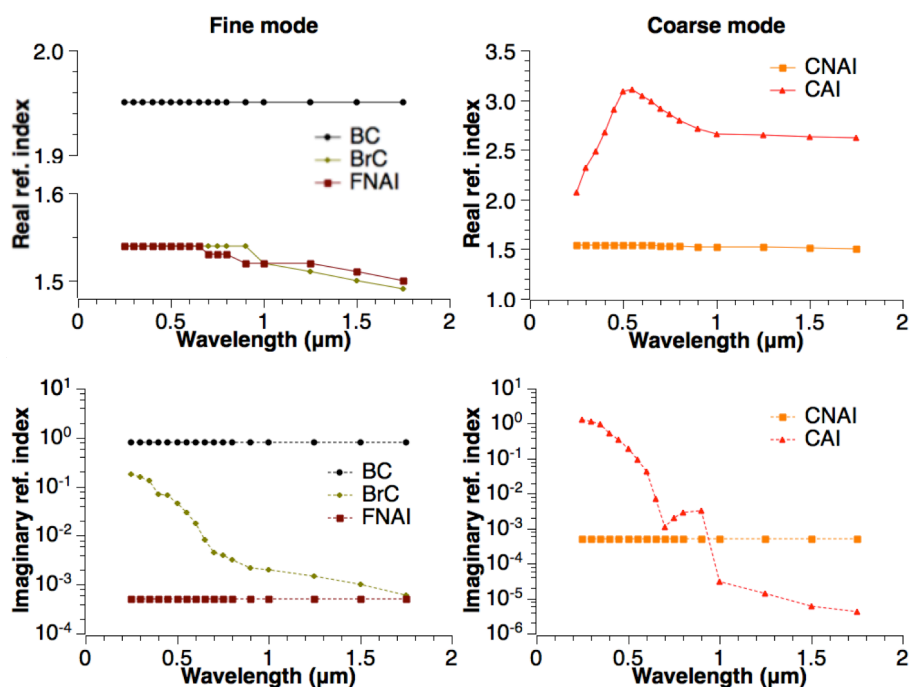 Fine mode
Coarse mode
2.0
1.9
1.6
1.5
Real ref. index
BC
BrC
FNAI
0
0.5
1
1.5
2
Wavelength (µm)
3.5
3.0
2.5
2.0
1.5
1.0
Real ref. index
CNAI
CAI
0
0.5
1
1.5
2
Wavelength (µm)
10¹
10⁰
10⁻¹
10⁻²
10⁻³
10⁻⁴
Imaginary ref. index
BC
BrC
FNAI
0
0.5
1
1.5
2
Wavelength (µm)
10¹
10⁰
10⁻¹
10⁻²
10⁻³
10⁻⁴
10⁻⁵
10⁻⁶
Imaginary ref. index
CNAI
CAI
0
0.5
1
1.5
2
Wavelength (µm)